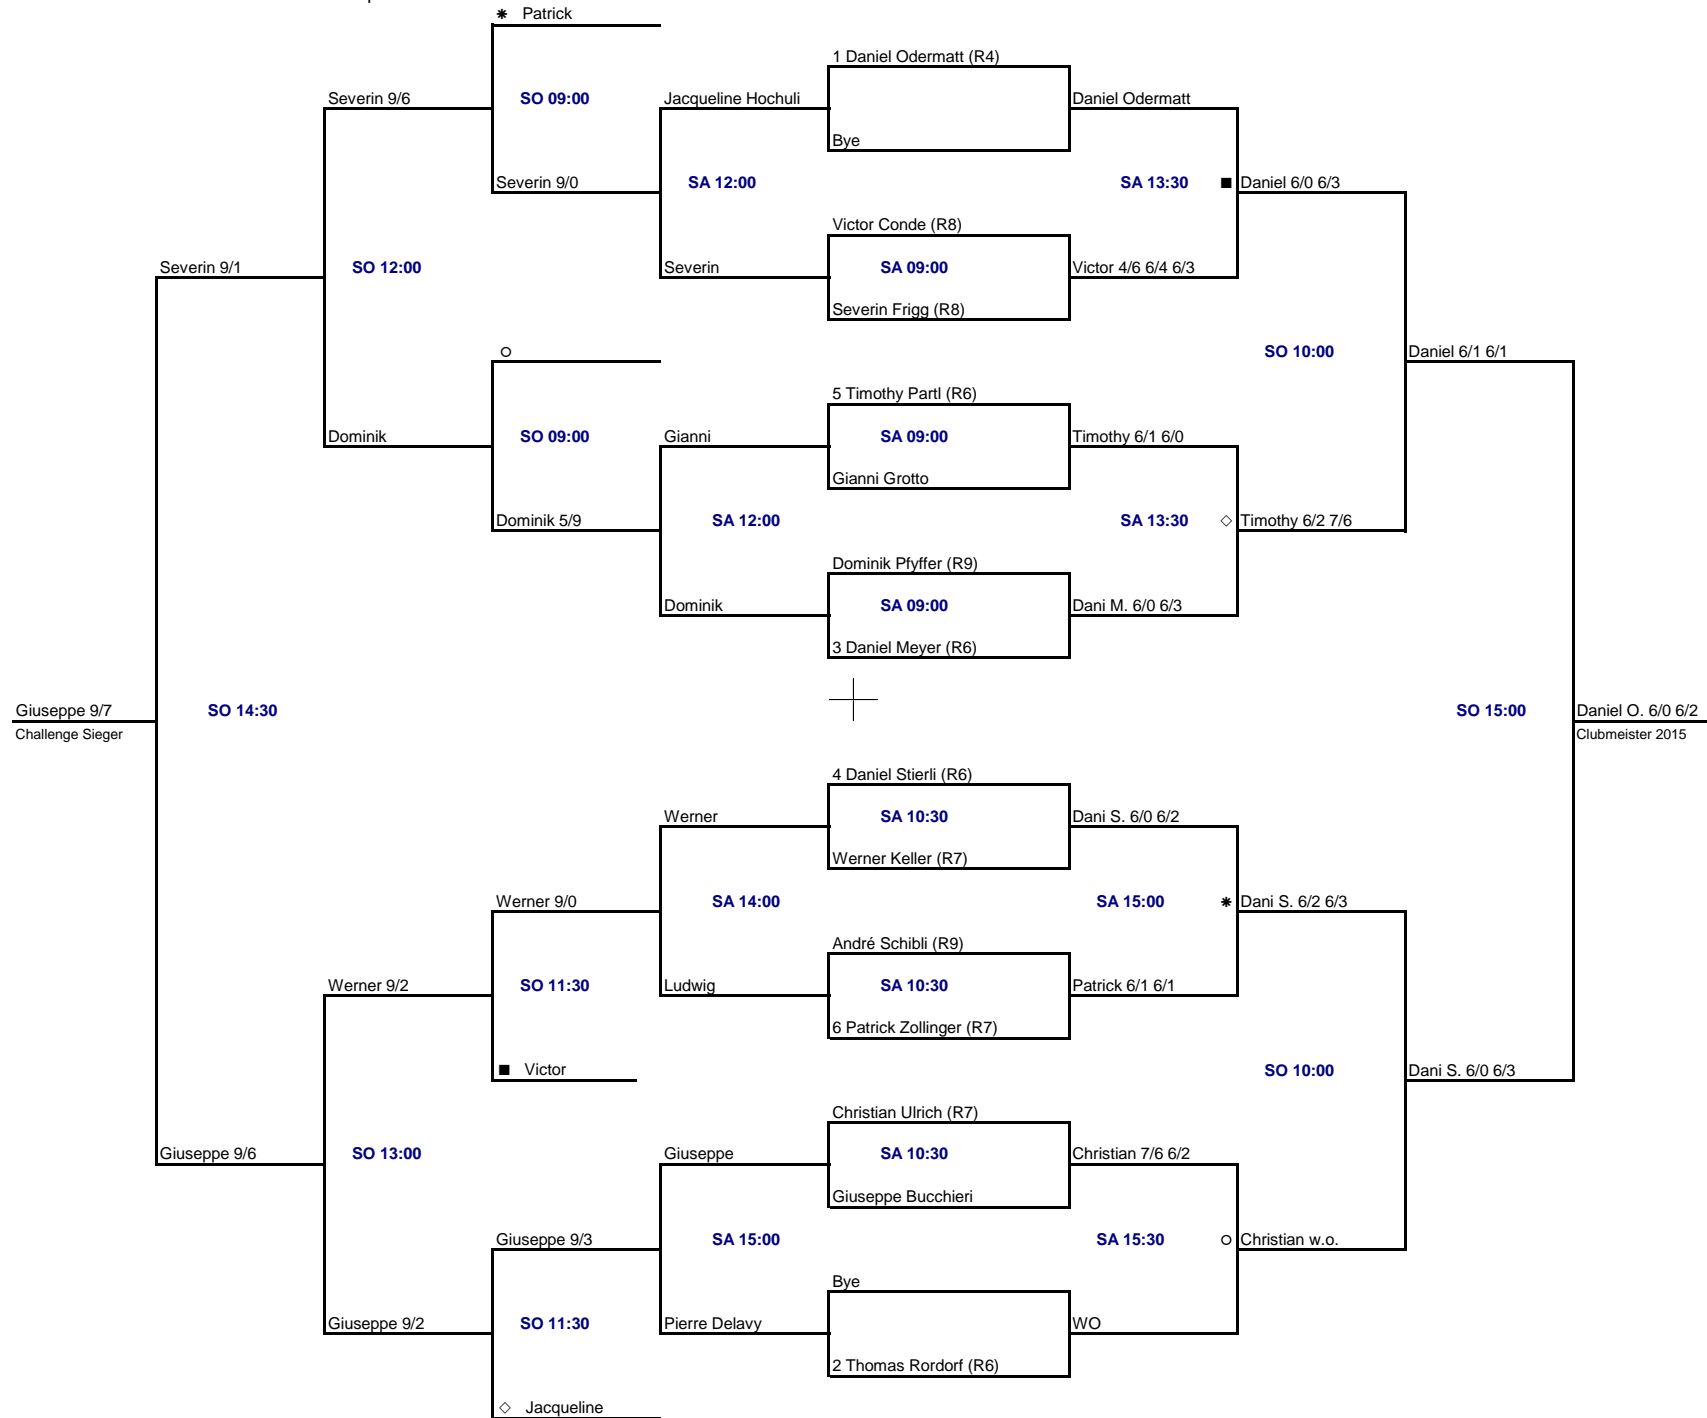 ✱ Patrick
1 Daniel Odermatt (R4)
Severin 9/6 SO 09:00 Jacqueline Hochuli Daniel Odermatt
Bye
Severin 9/0 SA 12:00 SA 13:30 ■ Daniel 6/0 6/3
Victor Conde (R8)
Severin 9/1 SO 12:00 Severin SA 09:00 Victor 4/6 6/4 6/3
Severin Frigg (R8)
○ SO 10:00 Daniel 6/1 6/1
5 Timothy Partl (R6)
Dominik SO 09:00 Gianni SA 09:00 Timothy 6/1 6/0
Gianni Grotto
Dominik 5/9 SA 12:00 SA 13:30 ◇ Timothy 6/2 7/6
Dominik Pfyffer (R9)
Dominik SA 09:00 Dani M. 6/0 6/3
3 Daniel Meyer (R6)
Giuseppe 9/7 SO 14:30 SO 15:00 Daniel O. 6/0 6/2
Challenge Sieger Clubmeister 2015
4 Daniel Stierli (R6)
Werner SA 10:30 Dani S. 6/0 6/2
Werner Keller (R7)
Werner 9/0 SA 14:00 SA 15:00 ✱ Dani S. 6/2 6/3
André Schibli (R9)
Werner 9/2 SO 11:30 Ludwig SA 10:30 Patrick 6/1 6/1
6 Patrick Zollinger (R7)
■ Victor SO 10:00 Dani S. 6/0 6/3
Christian Ulrich (R7)
Giuseppe 9/6 SO 13:00 Giuseppe SA 10:30 Christian 7/6 6/2
Giuseppe Bucchieri
Giuseppe 9/3 SA 15:00 SA 15:30 ○ Christian w.o.
Bye
Giuseppe 9/2 SO 11:30 Pierre Delavy WO
2 Thomas Rordorf (R6)
◇ Jacqueline